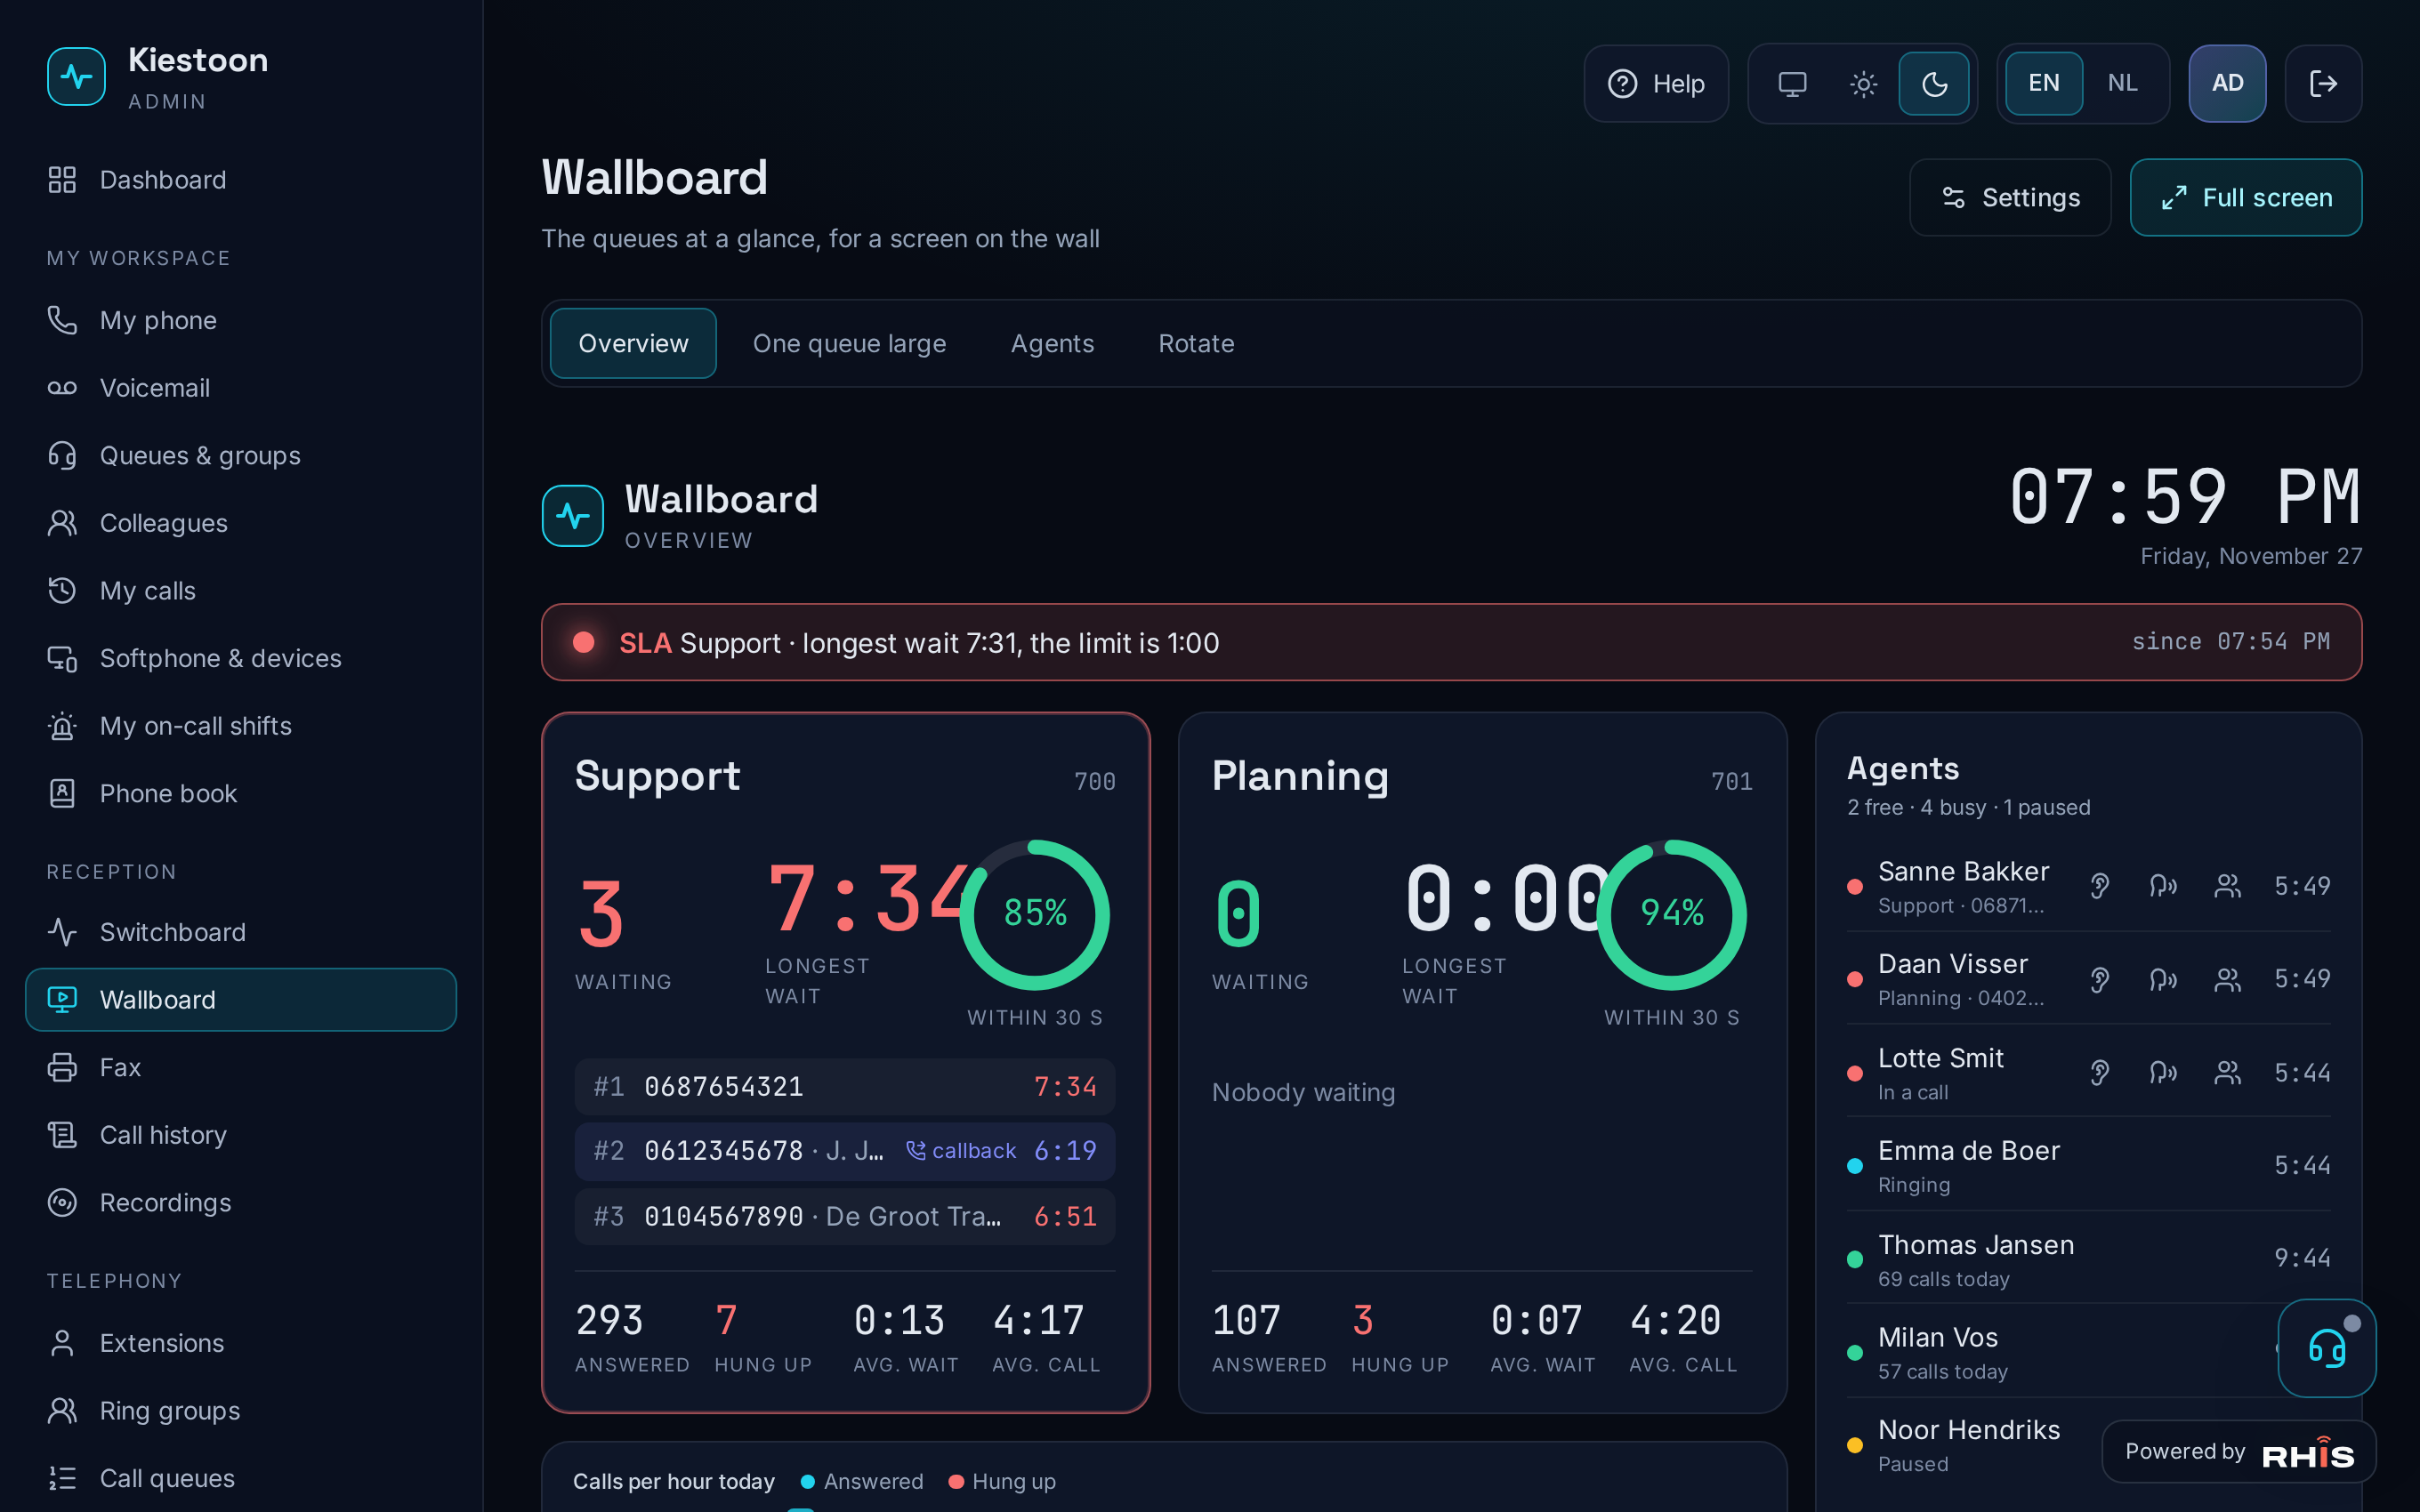 Kiestoon
ADMIN
Dashboard
MY WORKSPACE
My phone
Voicemail
Queues & groups
Colleagues
My calls
Softphone & devices
My on-call shifts
Phone book
RECEPTION
Switchboard
Wallboard
Fax
Call history
Recordings
TELEPHONY
Extensions
Ring groups
Call queues
Help
EN NL
AD
Wallboard
The queues at a glance, for a screen on the wall
Settings
Full screen
Overview One queue large Agents Rotate
Wallboard
OVERVIEW
07:59 PM
Friday, November 27
SLA Support · longest wait 7:31, the limit is 1:00
since 07:54 PM
Support 700
3
WAITING
7:34
LONGEST
WAIT
85%
WITHIN 30 S
#1 0687654321 7:34
#2 0612345678 · J. J… callback 6:19
#3 0104567890 · De Groot Tra… 6:51
293 7 0:13 4:17
ANSWERED HUNG UP AVG. WAIT AVG. CALL
Planning 701
0
WAITING
0:00
LONGEST
WAIT
94%
WITHIN 30 S
Nobody waiting
107 3 0:07 4:20
ANSWERED HUNG UP AVG. WAIT AVG. CALL
Agents
2 free · 4 busy · 1 paused
Sanne Bakker 5:49
Support · 06871…
Daan Visser 5:49
Planning · 0402…
Lotte Smit 5:44
In a call
Emma de Boer 5:44
Ringing
Thomas Jansen 9:44
69 calls today
Milan Vos
57 calls today
Noor Hendriks
Paused
Calls per hour today Answered Hung up
Powered by RHIS